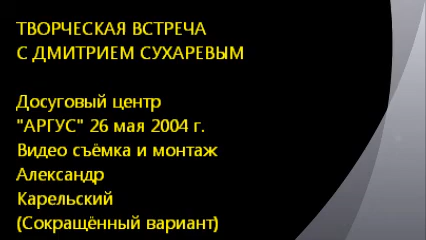 ТВОРЧЕСКАЯ ВСТРЕЧА
С ДМИТРИЕМ СУХАРЕВЫМ
Досуговый центр
"АРГУС" 26 мая 2004 г.
Видео съёмка и монтаж
Александр
Карельский
(Сокращённый вариант)